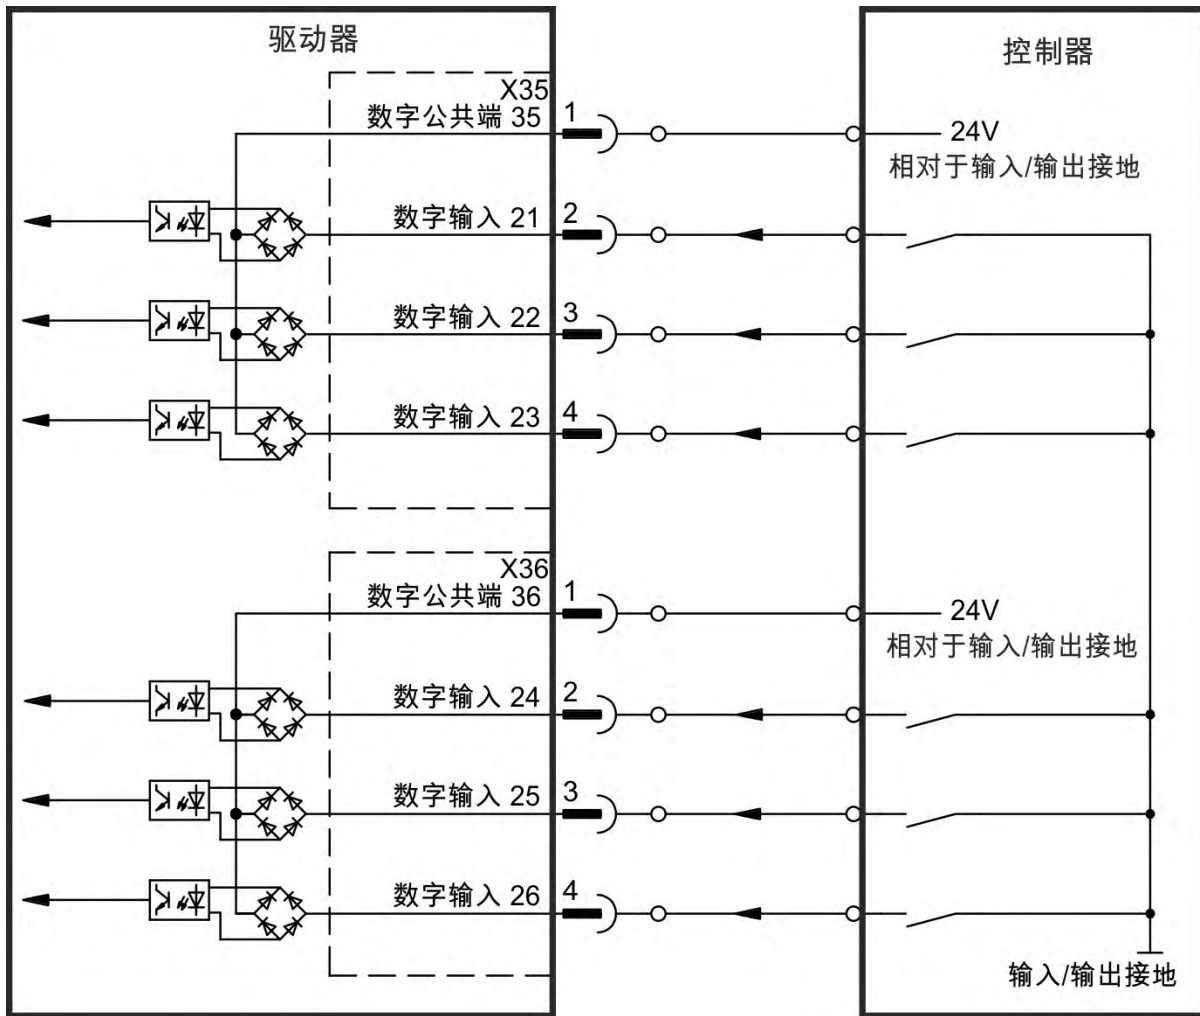 驱动器
控制器
X35
数字公共端 35
1
24V
相对于输入/输出接地
数字输入 21
2
数字输入 22
3
数字输入 23
4
X36
数字公共端 36
1
24V
相对于输入/输出接地
数字输入 24
2
数字输入 25
3
数字输入 26
4
输入/输出接地